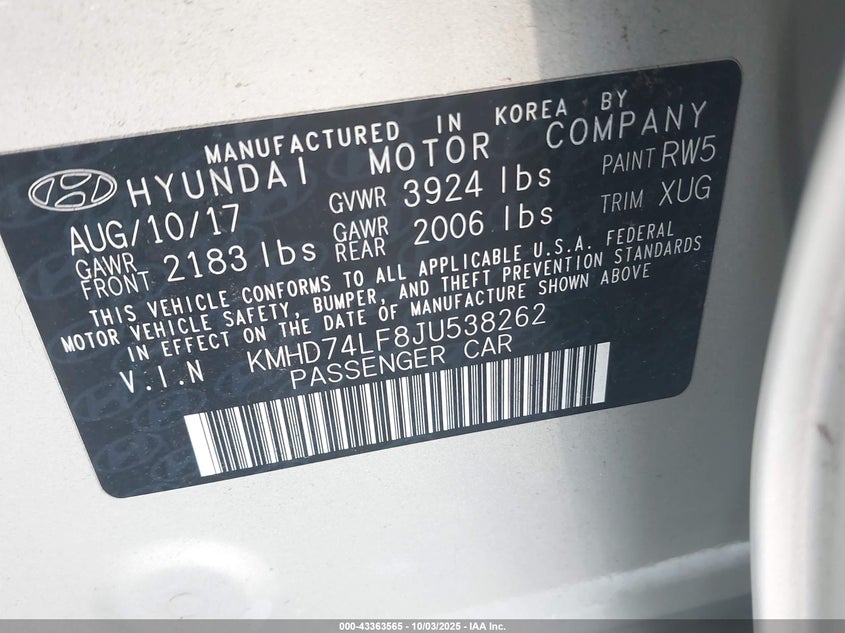 MANUFACTURED IN KOREA BY
HYUNDAI MOTOR COMPANY
AUG/10/17 GVWR 3924 lbs PAINT RW5
GAWR FRONT 2183 lbs GAWR REAR 2006 lbs TRIM XUG
THIS VEHICLE CONFORMS TO ALL APPLICABLE U.S.A. FEDERAL
MOTOR VEHICLE SAFETY, BUMPER, AND THEFT PREVENTION STANDARDS
IN EFFECT ON THE DATE OF MANUFACTURE SHOWN ABOVE
V.I.N KMHD74LF8JU538262
PASSENGER CAR
000-43363565 - 10/03/2025 - IAA Inc.